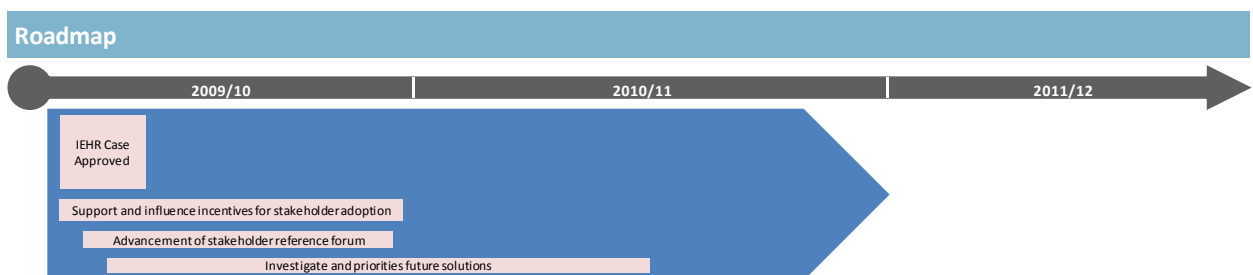 Roadmap
2009/10
2010/11
2011/12
IEHR Case
Approved
Support and influence incentives for stakeholder adoption
Advancement of stakeholder reference forum
Investigate and priorities future solutions